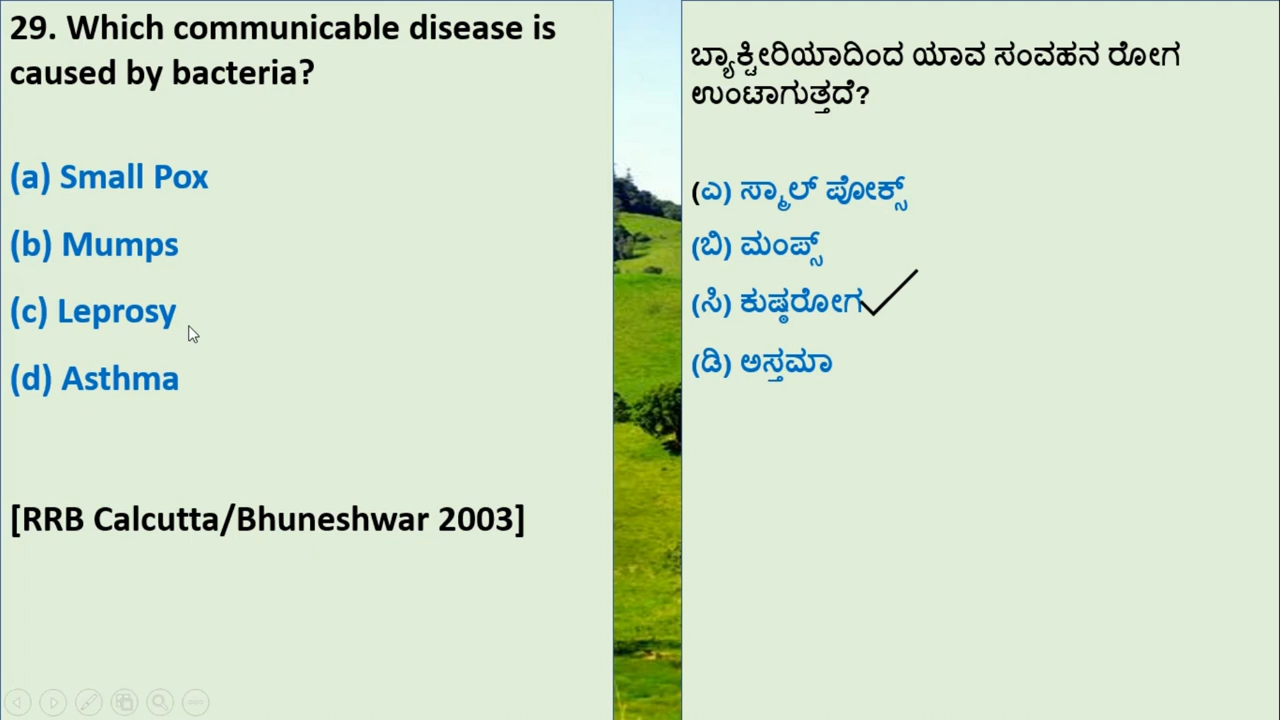 29. Which communicable disease is
caused by bacteria?
(a) Small Pox
(b) Mumps
(c) Leprosy
(d) Asthma
[RRB Calcutta/Bhuneshwar 2003]
ಬ್ಯಾಕ್ಟೀರಿಯಾದಿಂದ ಯಾವ ಸಂವಹನ ರೋಗ
ಉಂಟಾಗುತ್ತದೆ?
(ಎ) ಸ್ಮಾಲ್ ಪೋಕ್ಸ್
(ಬಿ) ಮಂಪ್ಸ್
(ಸಿ) ಕುಷ್ಠರೋಗ
(ಡಿ) ಅಸ್ತಮಾ